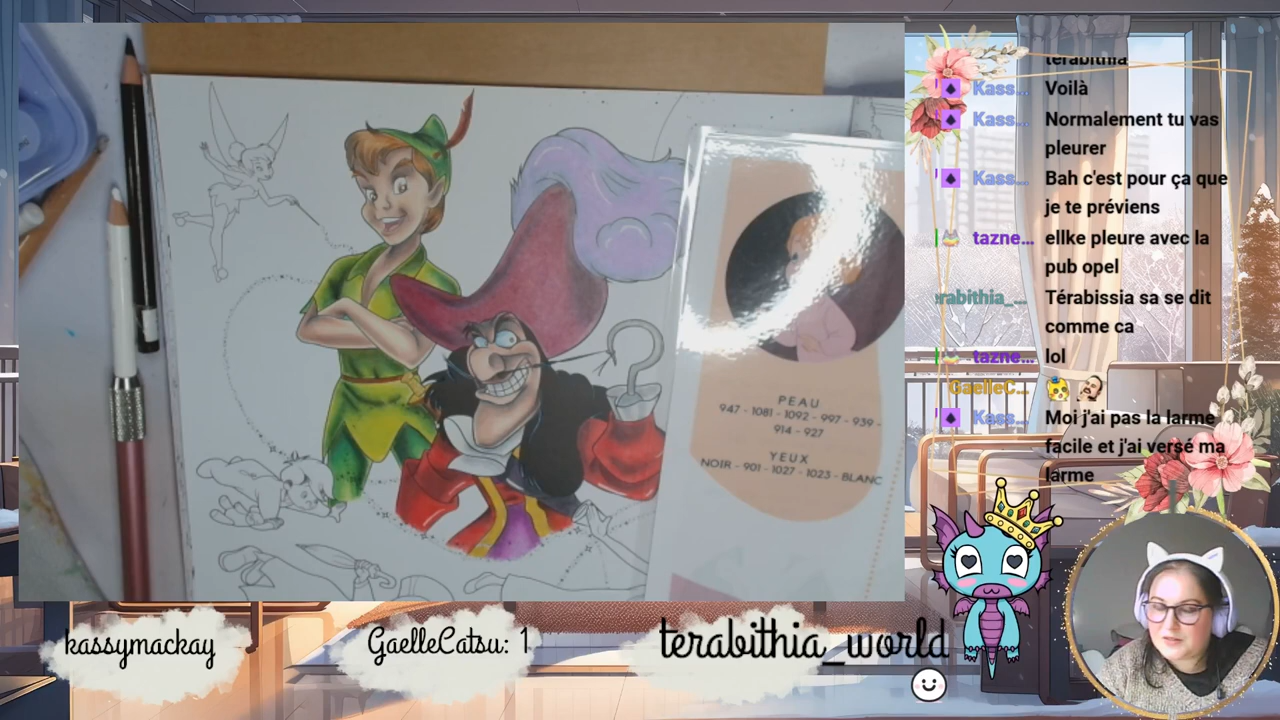 terabithia
Kass... Voilà
Kass... Normalement tu vas
pleurer
Kass... Bah c'est pour ça que
je te préviens
tazne... ellke pleure avec la
pub opel
erabithia_... Térabissia sa se dit
comme ca
tazne... lol
GaelleC...
Kass... Moi j'ai pas la larme
facile et j'ai versé ma
larme
PEAU
947 - 1081 - 1092 - 997 - 939 -
914 - 927
YEUX
NOIR - 901 - 1027 - 1023 - BLANC
kassymackay
GaelleCatsu: 1
terabithia_world